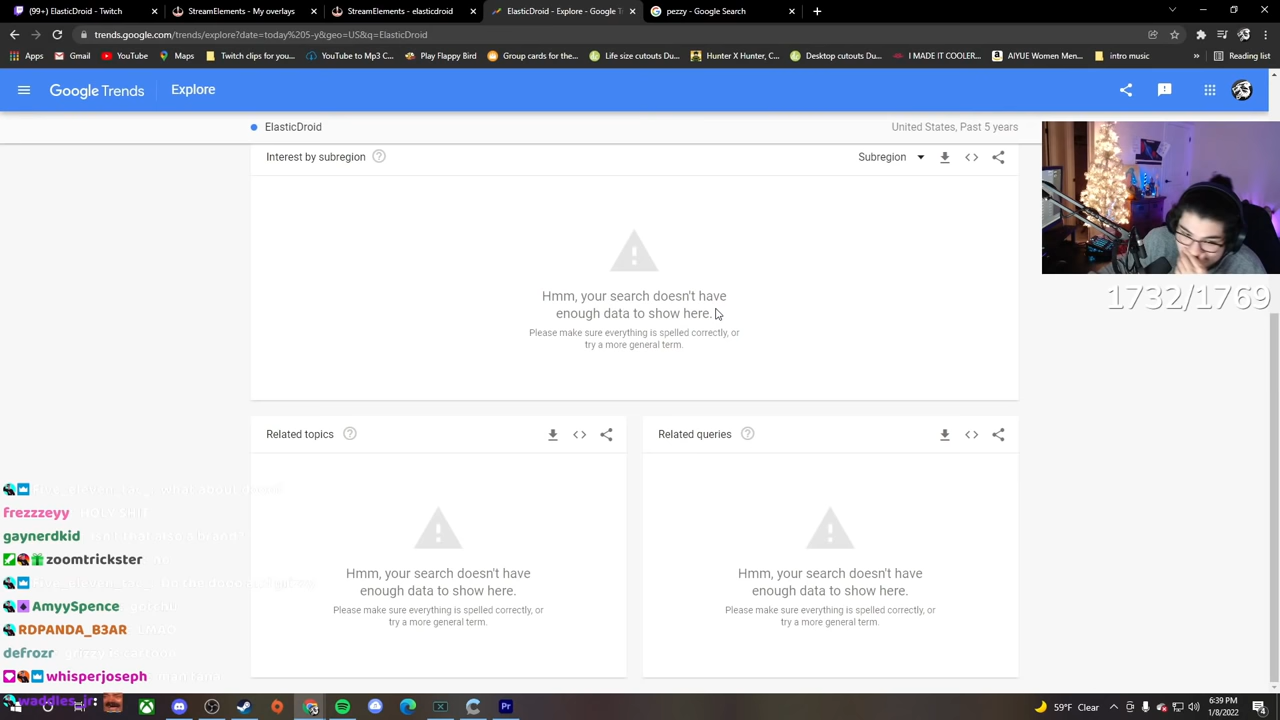 (99+) ElasticDroid - Twitch
StreamElements - My overlays
StreamElements - elasticdroid
ElasticDroid - Explore - Google T
pezzy - Google Search
trends.google.com/trends/explore?date=today%205-y&geo=US&q=ElasticDroid
Apps
Gmail
YouTube
Maps
Twitch clips for you...
YouTube to Mp3 C...
Play Flappy Bird
Group cards for the...
Life size cutouts Du...
Hunter X Hunter, C...
Desktop cutouts Du...
I MADE IT COOLER...
AIYUE Women Men...
intro music
Reading list
Google Trends
Explore
ElasticDroid
United States, Past 5 years
Interest by subregion
Subregion
Hmm, your search doesn't have
enough data to show here.
Please make sure everything is spelled correctly, or
try a more general term.
1732/1769
Related topics
Related queries
Hmm, your search doesn't have
enough data to show here.
Please make sure everything is spelled correctly, or
try a more general term.
Hmm, your search doesn't have
enough data to show here.
Please make sure everything is spelled correctly, or
try a more general term.
frezzzeyy HOLY SHIT
gaynerdkid
zoomtrickster
AmyySpence
RDPANDA_B3AR LMAO
defrozr
whisperjoseph
waddles_jr:
59°F Clear
6:39 PM
1/8/2022